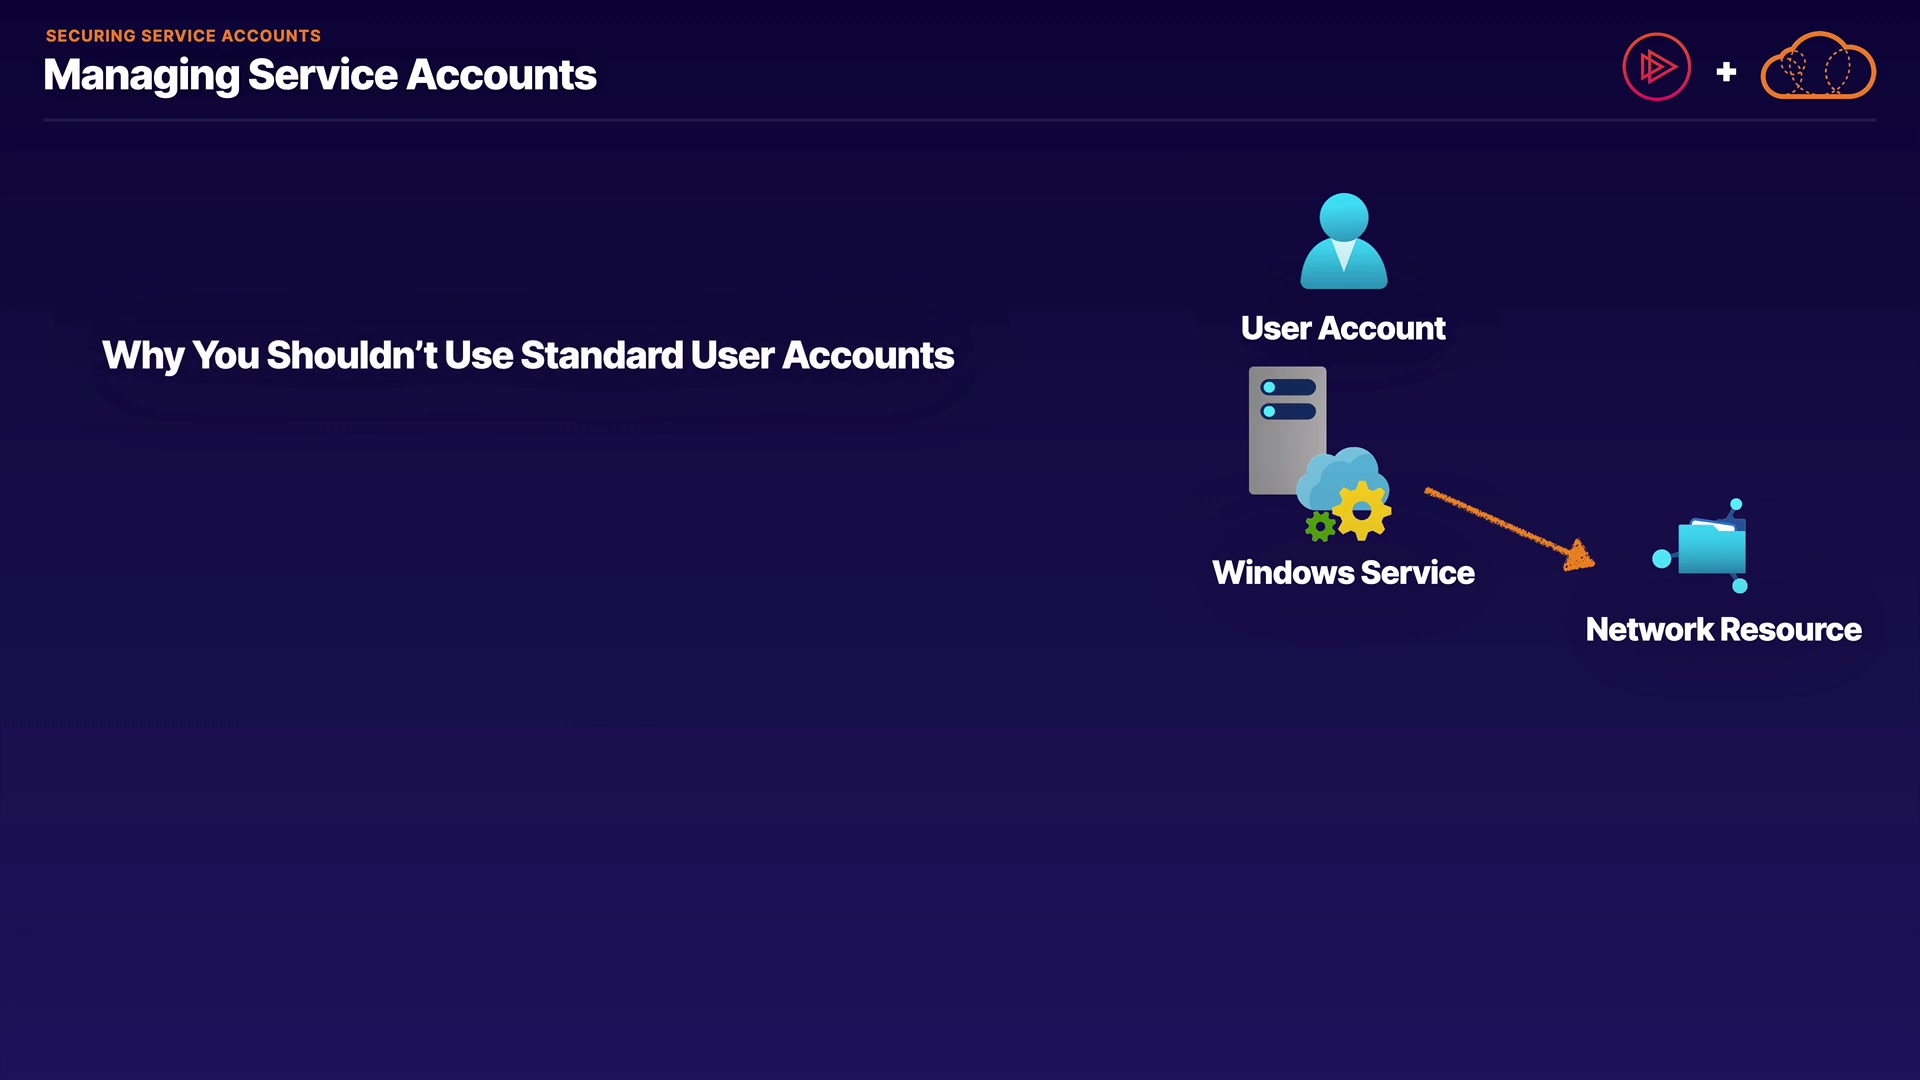 SECURING SERVICE ACCOUNTS
Managing Service Accounts
Why You Shouldn’t Use Standard User Accounts
User Account
Windows Service
Network Resource